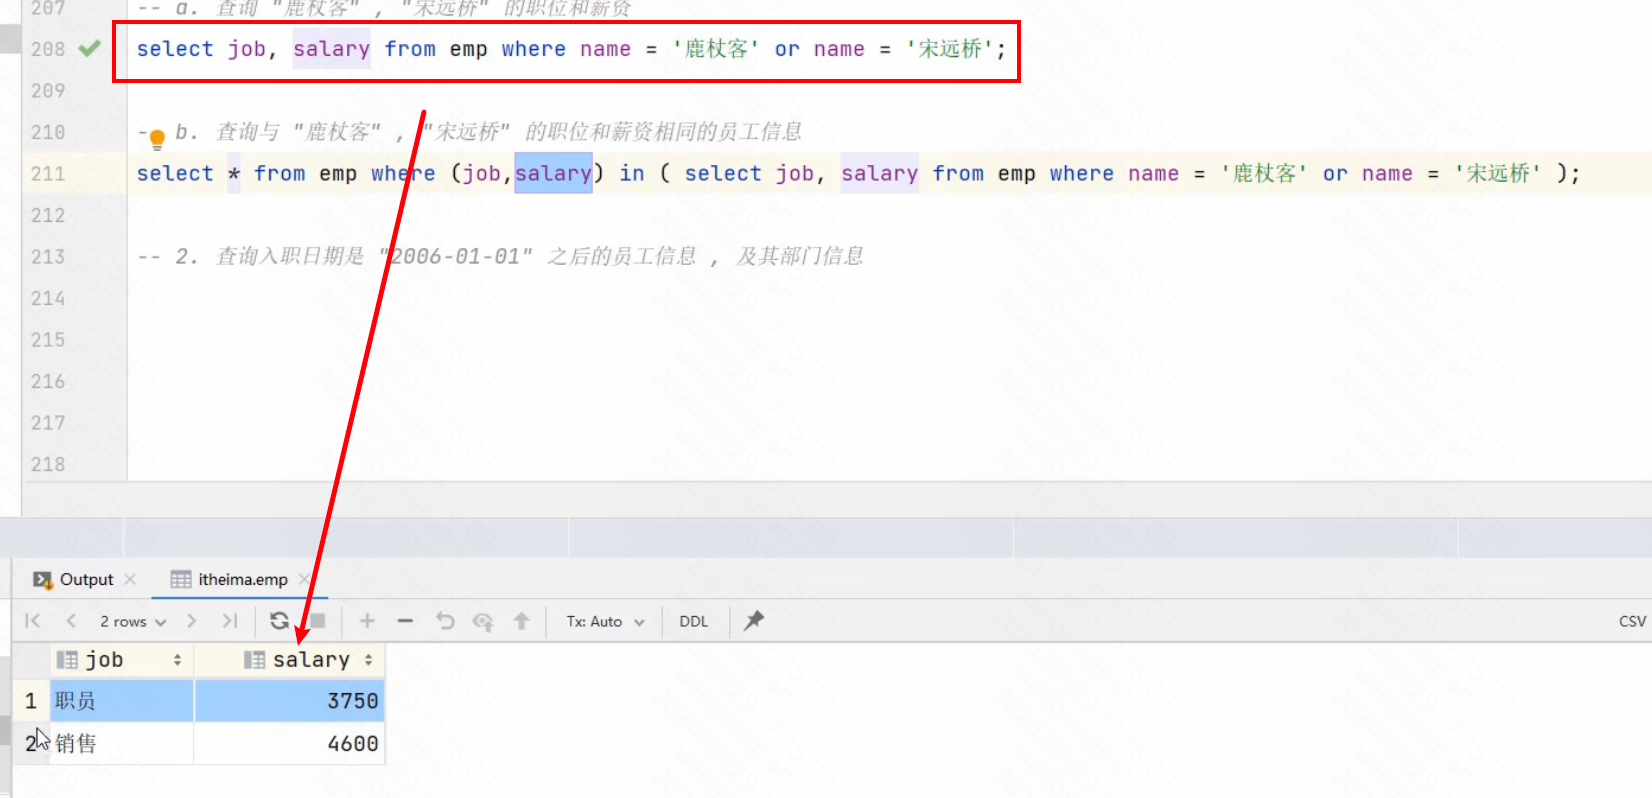 207 -- a. 查询 "鹿杖客" , "宋远桥" 的职位和薪资
208 select job, salary from emp where name = '鹿杖客' or name = '宋远桥';
209
210 - b. 查询与 "鹿杖客" , "宋远桥" 的职位和薪资相同的员工信息
211 select * from emp where (job,salary) in ( select job, salary from emp where name = '鹿杖客' or name = '宋远桥' );
212
213 -- 2. 查询入职日期是 "2006-01-01" 之后的员工信息 , 及其部门信息
214
215
216
217
218
Output itheima.emp
2 rows Tx: Auto DDL CSV
job salary
1 职员 3750
2 销售 4600